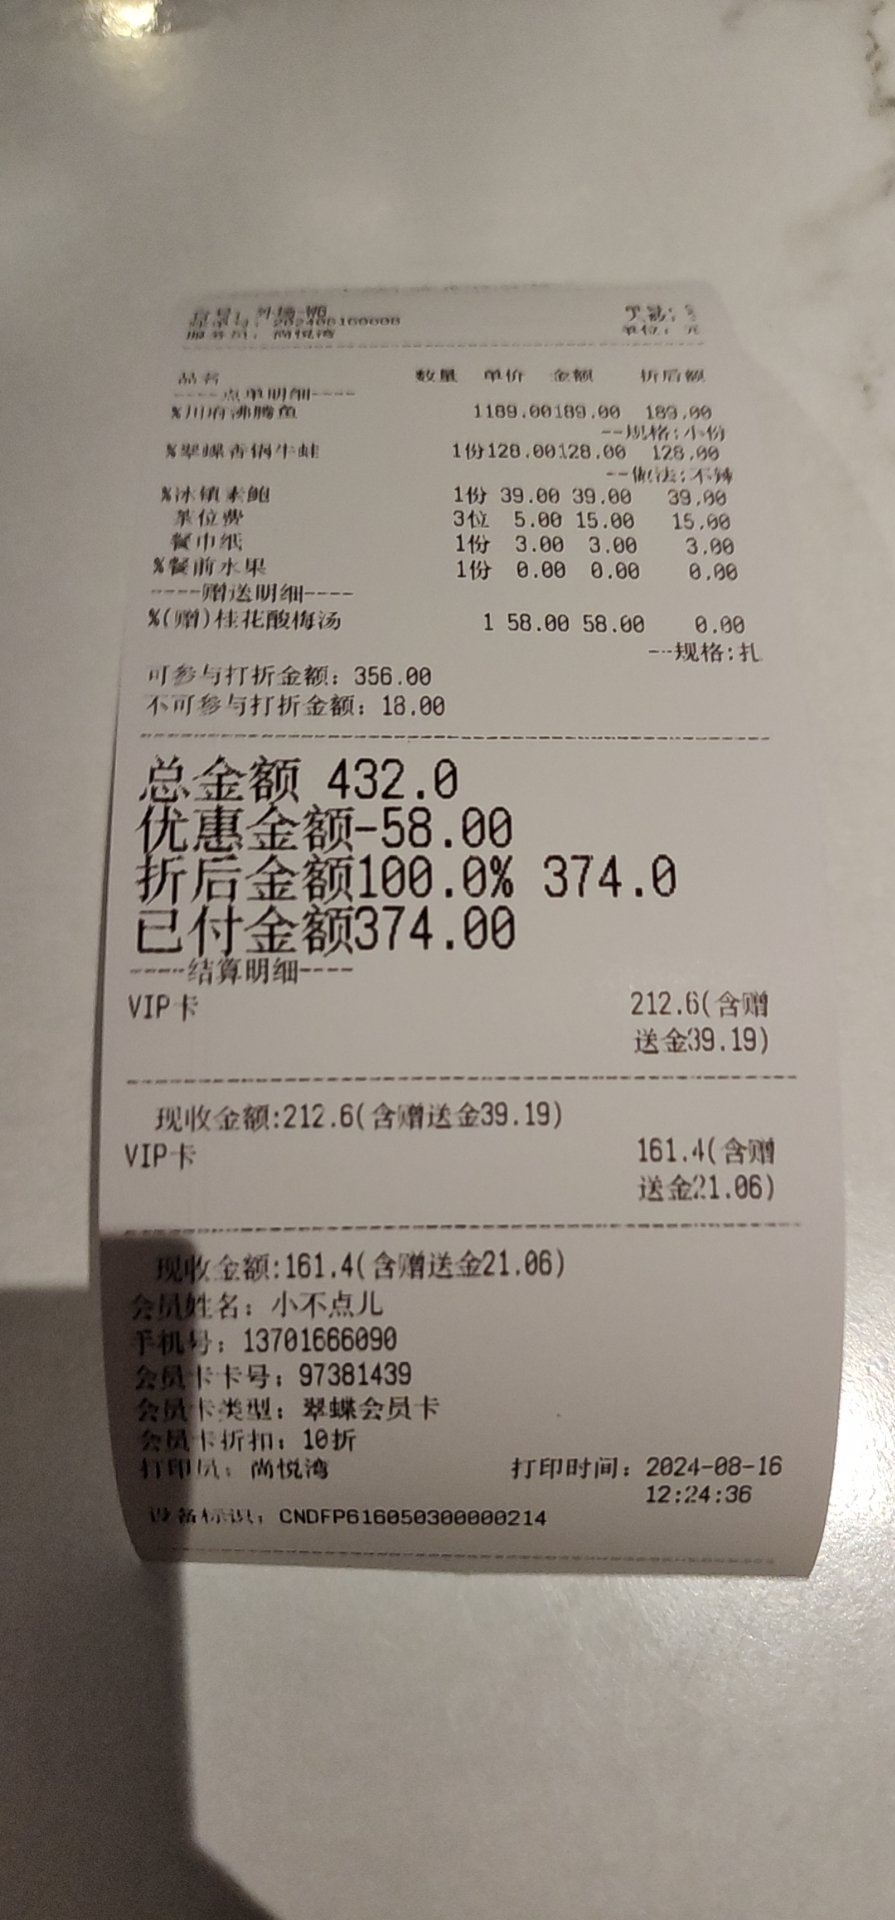 服务员：尚悦湾
单位：元
品名 数量 单价 金额 折后额
----点单明细----
%川府沸腾鱼 1189.00189.00 189.00
--规格:小份
%翠蝶香锅牛蛙 1份128.00128.00 128.00
--做法:不辣
%冰镇素鲍 1份 39.00 39.00 39.00
茶位费 3位 5.00 15.00 15.00
餐巾纸 1份 3.00 3.00 3.00
%餐前水果 1份 0.00 0.00 0.00
----赠送明细----
%(赠)桂花酸梅汤 1 58.00 58.00 0.00
--规格:扎
可参与打折金额：356.00
不可参与打折金额：18.00
总金额 432.0
优惠金额-58.00
折后金额100.0% 374.0
已付金额374.00
----结算明细----
VIP卡 212.6(含赠
送金39.19)
现收金额:212.6(含赠送金39.19)
VIP卡 161.4(含赠
送金21.06)
现收金额:161.4(含赠送金21.06)
会员姓名：小不点儿
手机号：13701666090
会员卡卡号：97381439
会员卡类型：翠蝶会员卡
会员卡折扣：10折
打印员：尚悦湾 打印时间：2024-08-16
12:24:36
设备标识：CNDFP616050300000214